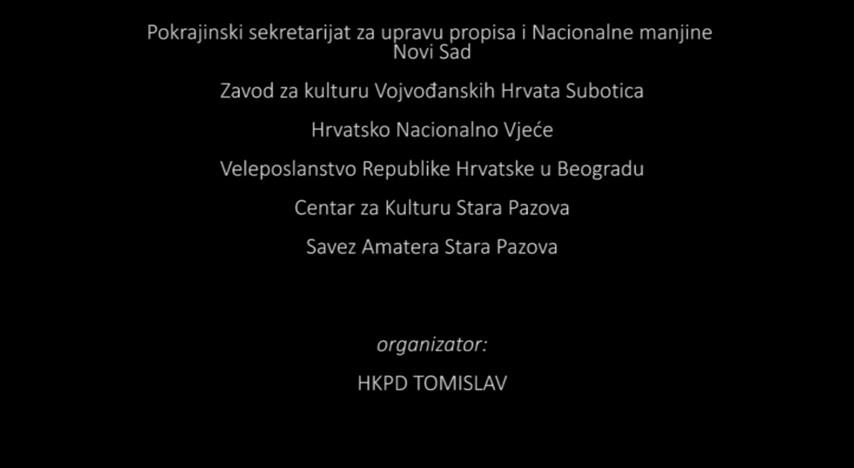 Pokrajinski sekretarijat za upravu propisa i Nacionalne manjine
Novi Sad
Zavod za kulturu Vojvođanskih Hrvata Subotica
Hrvatsko Nacionalno Vjeće
Veleposlanstvo Republike Hrvatske u Beogradu
Centar za Kulturu Stara Pazova
Savez Amatera Stara Pazova
organizator:
HKPD TOMISLAV